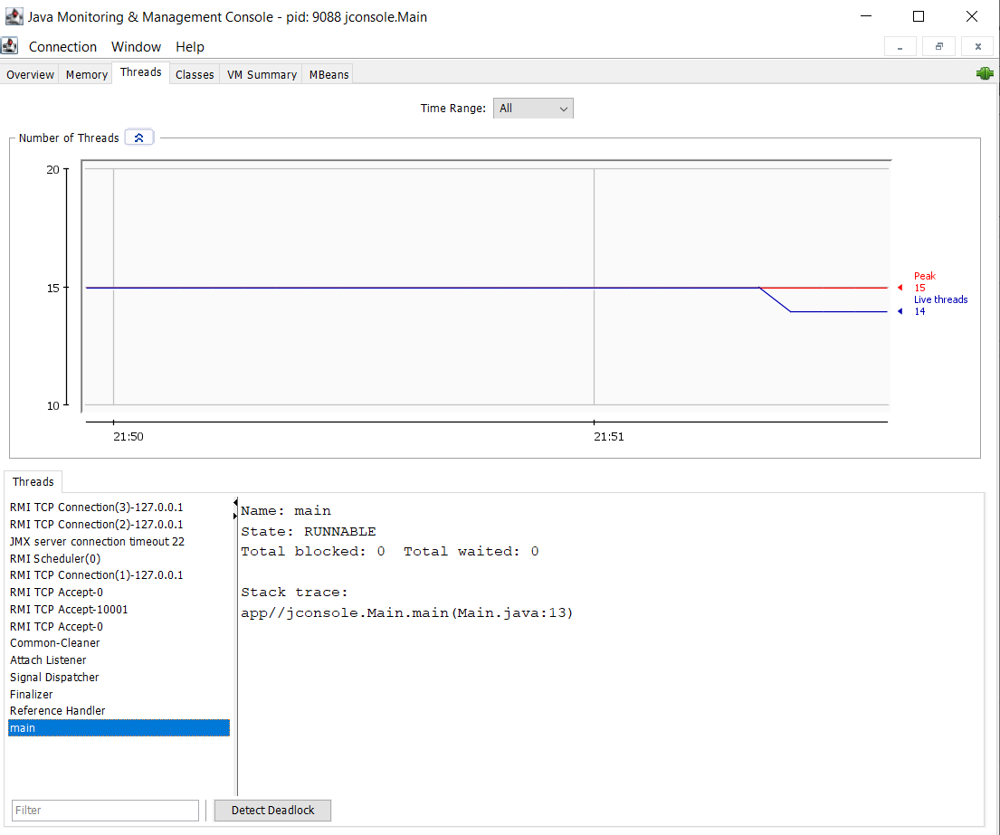 Java Monitoring & Management Console - pid: 9088 jconsole.Main
Connection Window Help
Overview Memory Threads Classes VM Summary MBeans
Time Range: All
Number of Threads
20
15
10
Peak
15
Live threads
14
21:50 21:51
Threads
RMI TCP Connection(3)-127.0.0.1
RMI TCP Connection(2)-127.0.0.1
JMX server connection timeout 22
RMI Scheduler(0)
RMI TCP Connection(1)-127.0.0.1
RMI TCP Accept-0
RMI TCP Accept-10001
RMI TCP Accept-0
Common-Cleaner
Attach Listener
Signal Dispatcher
Finalizer
Reference Handler
main
Name: main
State: RUNNABLE
Total blocked: 0 Total waited: 0
Stack trace:
app//jconsole.Main.main(Main.java:13)
Filter
Detect Deadlock